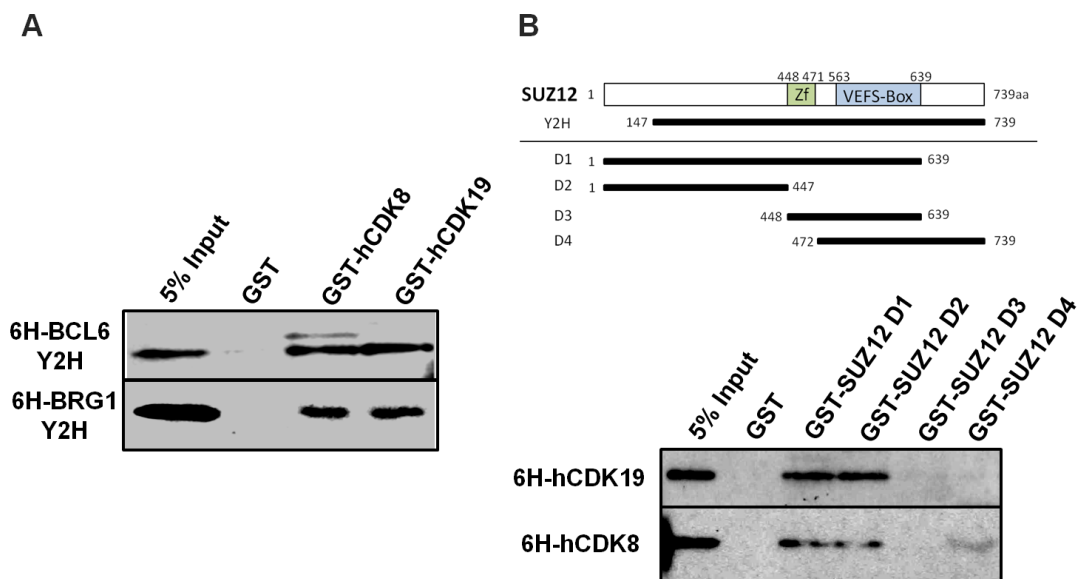 A
5% Input
GST
GST-hCDK8
GST-hCDK19
6H-BCL6
Y2H
6H-BRG1
Y2H
B
448 471 563 639
SUZ12 1 Zf VEFS-Box 739aa
Y2H 147 739
D1 1 639
D2 1 447
D3 448 639
D4 472 739
5% Input
GST
GST-SUZ12 D1
GST-SUZ12 D2
GST-SUZ12 D3
GST-SUZ12 D4
6H-hCDK19
6H-hCDK8